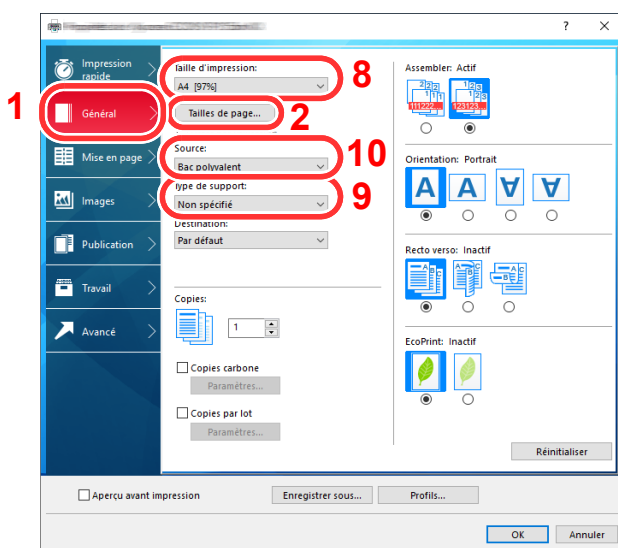 ?
Impression
rapide
Général
Mise en page
Images
Publication
Travail
Avancé
1
Taille d'impression:
A4 [97%]
8
Tailles de page...
2
Source:
Bac polyvalent
10
Type de support:
Non spécifié
9
Destination:
Par défaut
Copies:
1
Copies carbone
Paramètres...
Copies par lot
Paramètres...
Assembler: Actif
111222...
123123...
Orientation: Portrait
A A A A
Recto verso: Inactif
A B C
A B C
A B C
EcoPrint: Inactif
Réinitialiser
Aperçu avant impression
Enregistrer sous...
Profils...
OK
Annuler